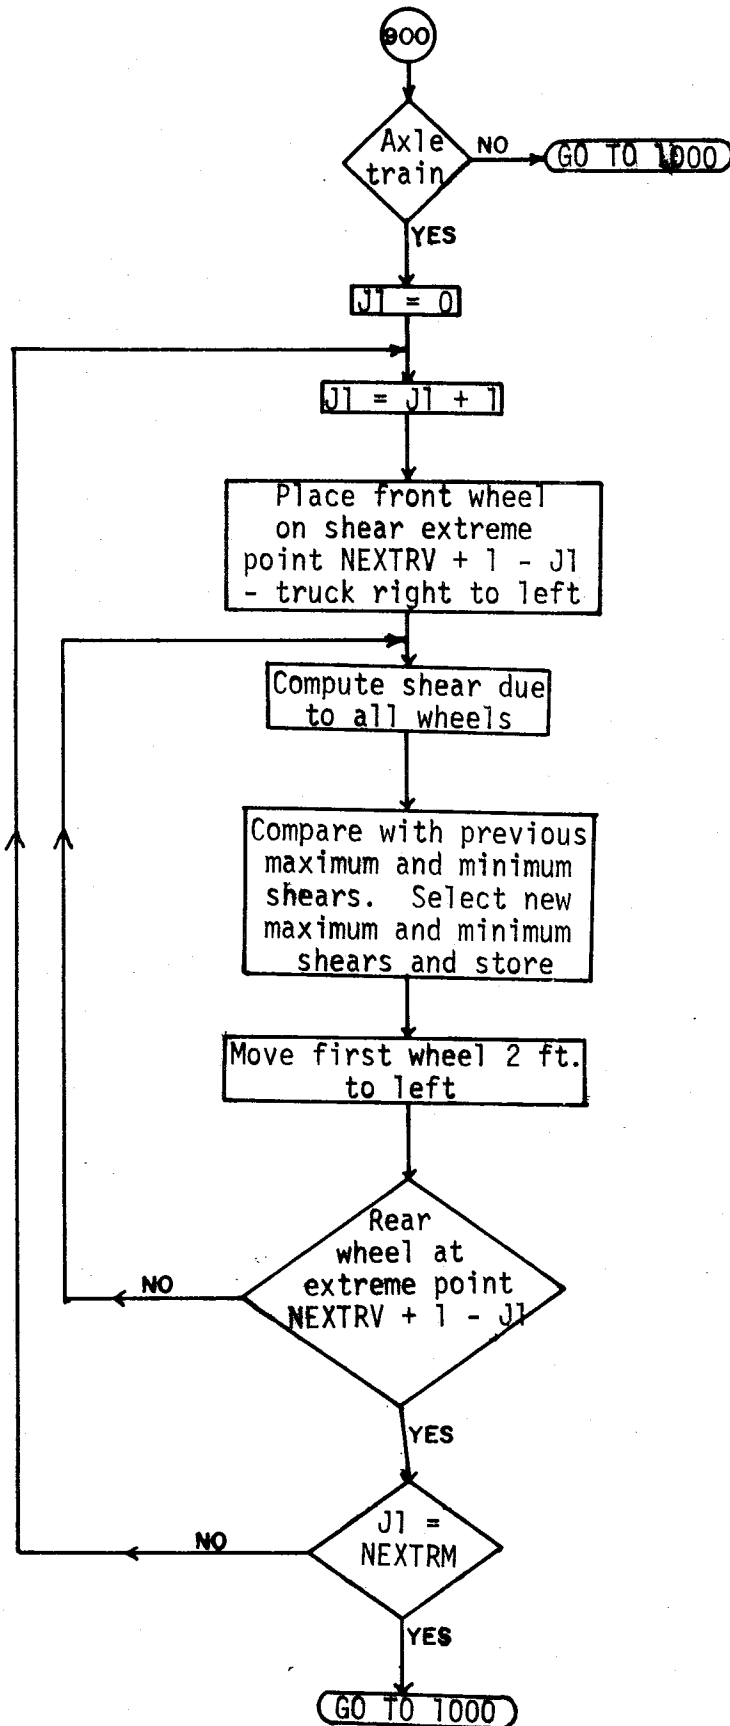 900
Axle
train
NO
GO TO 1000
YES
J1 = 0
J1 = J1 + 1
Place front wheel
on shear extreme
point NEXTRV + 1 - J1
- truck right to left
Compute shear due
to all wheels
Compare with previous
maximum and minimum
shears. Select new
maximum and minimum
shears and store
Move first wheel 2 ft.
to left
Rear
wheel at
extreme point
NEXTRV + 1 - J1
NO
YES
J1 =
NEXTRM
NO
YES
GO TO 1000